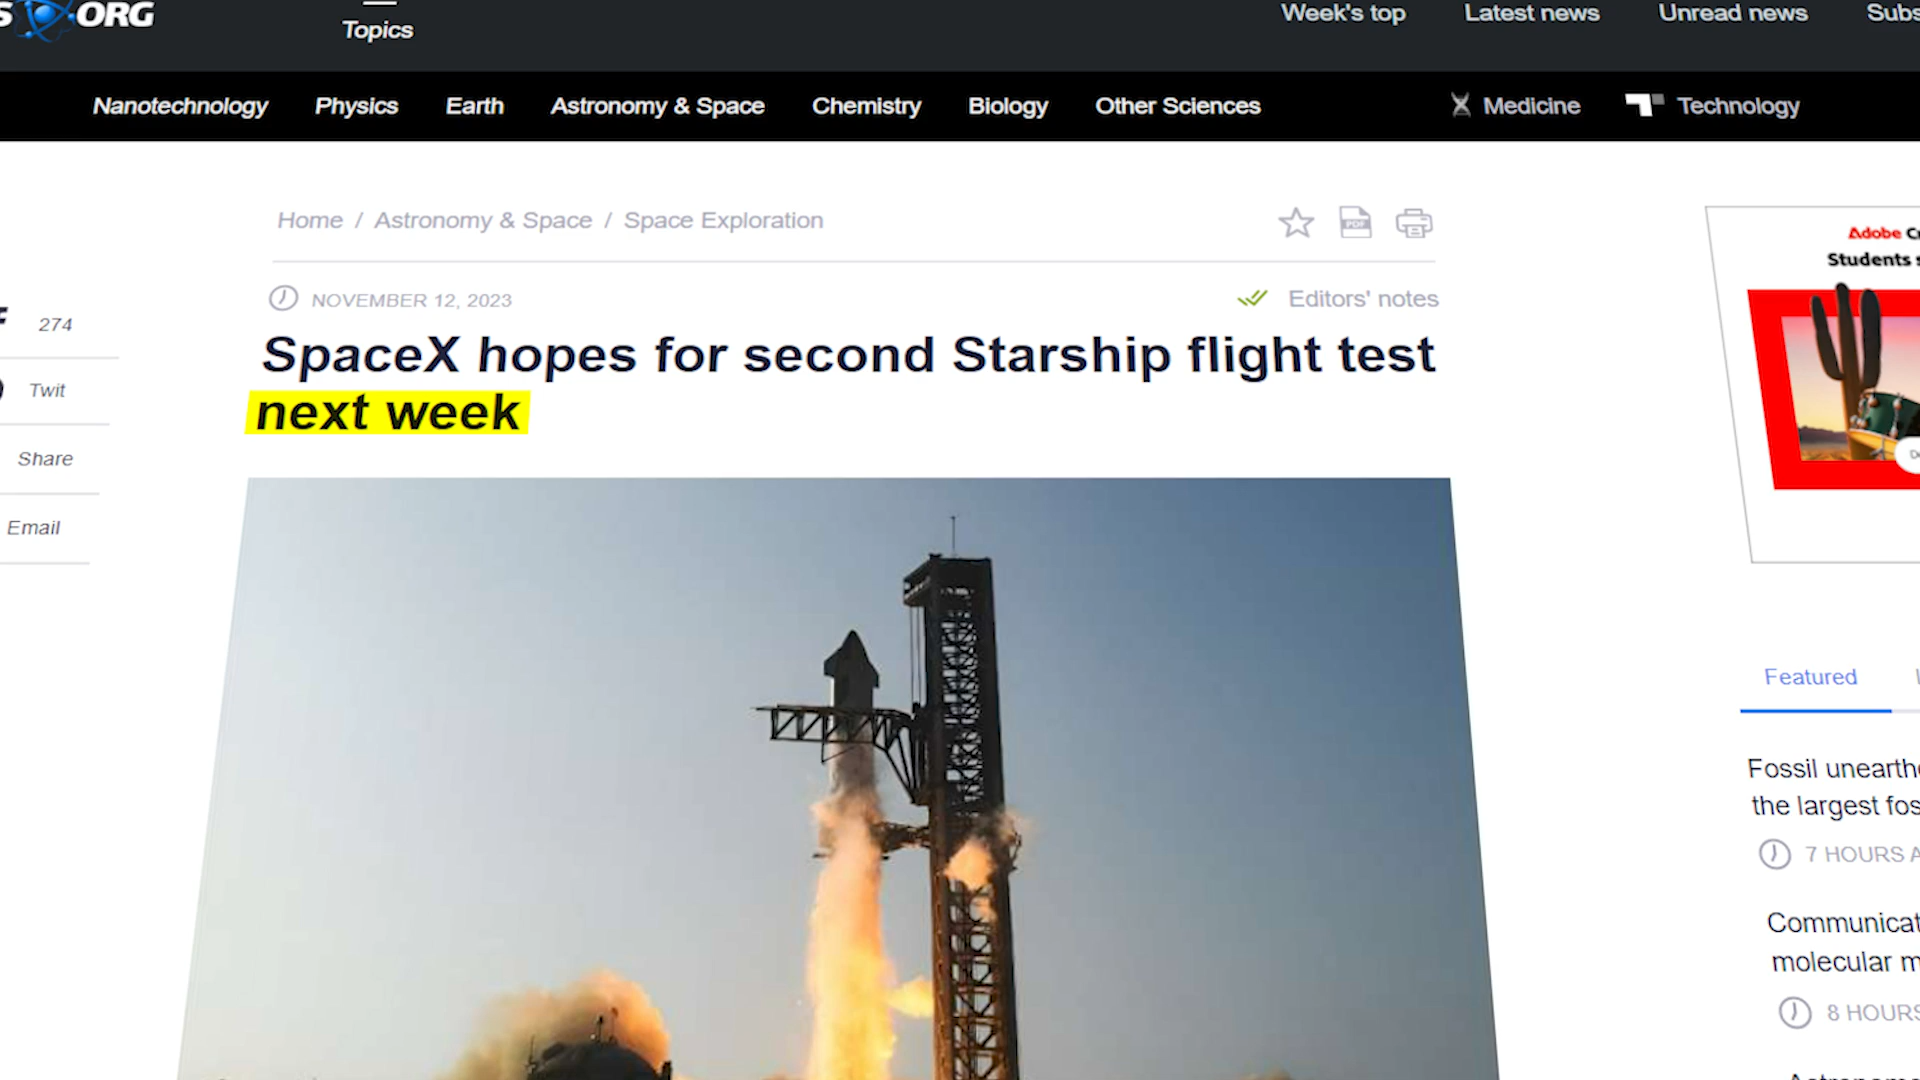 S ORG
Topics
Week's top
Latest news
Unread news
Subs
Nanotechnology
Physics
Earth
Astronomy & Space
Chemistry
Biology
Other Sciences
Medicine
Technology
Home / Astronomy & Space / Space Exploration
PDF
NOVEMBER 12, 2023
Editors' notes
SpaceX hopes for second Starship flight test
next week
274
Twit
Share
Email
Adobe C
Students s
Featured
Fossil unearthe
the largest fos
7 HOURS A
Communicat
molecular m
8 HOURS